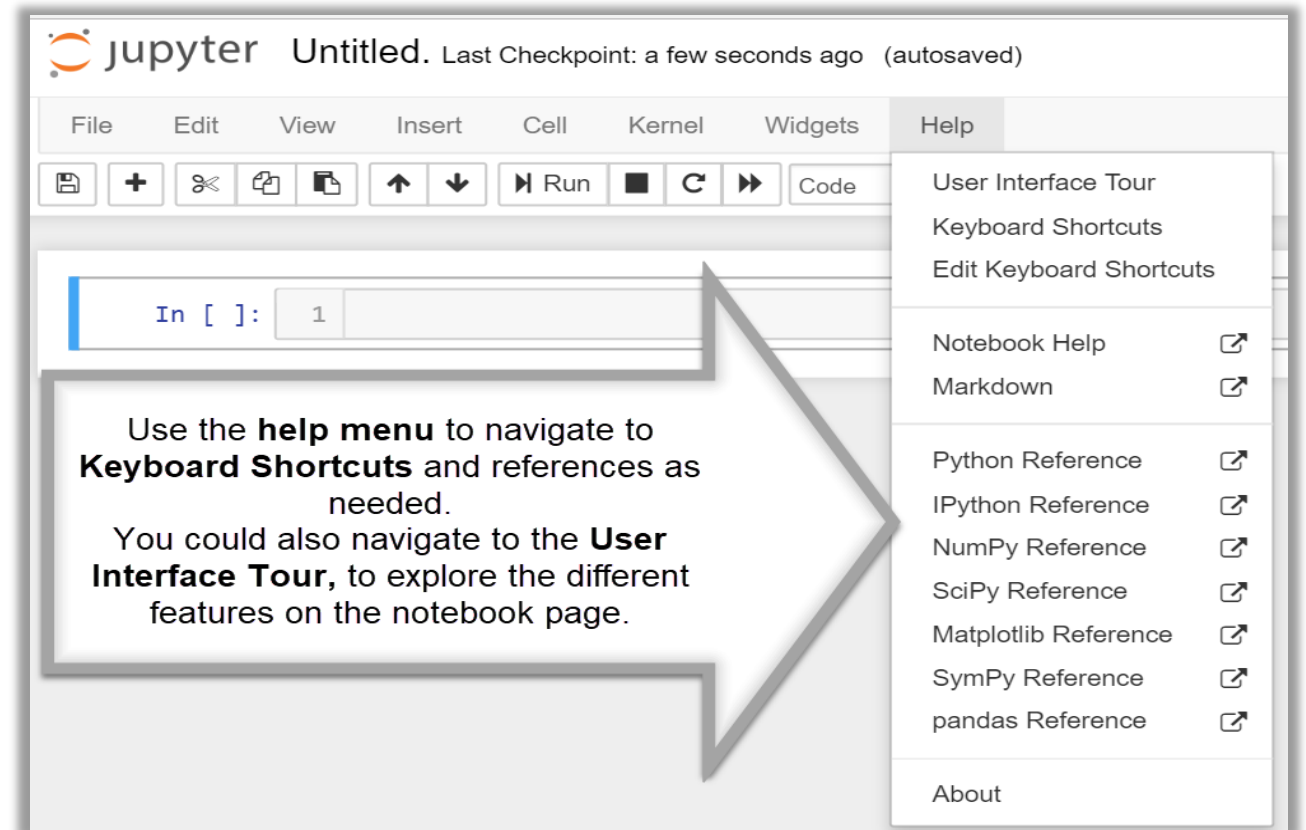 jupyter Untitled. Last Checkpoint: a few seconds ago (autosaved)
File Edit View Insert Cell Kernel Widgets Help
Run Code
User Interface Tour
Keyboard Shortcuts
Edit Keyboard Shortcuts
In [ ]: 1
Notebook Help
Markdown
Python Reference
IPython Reference
NumPy Reference
SciPy Reference
Matplotlib Reference
SymPy Reference
pandas Reference
About
Use the help menu to navigate to
Keyboard Shortcuts and references as
needed.
You could also navigate to the User
Interface Tour, to explore the different
features on the notebook page.